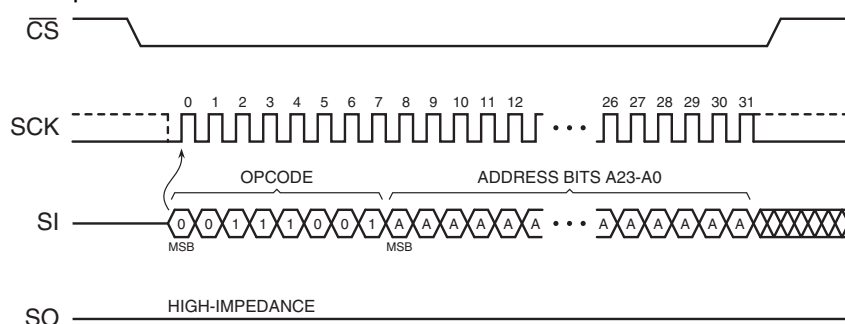 CS
0 1 2 3 4 5 6 7 8 9 10 11 12 26 27 28 29 30 31
SCK
OPCODE ADDRESS BITS A23-A0
SI 0 0 1 1 1 0 0 1 A A A A A A A A A A A A
MSB MSB
HIGH-IMPEDANCE
SO